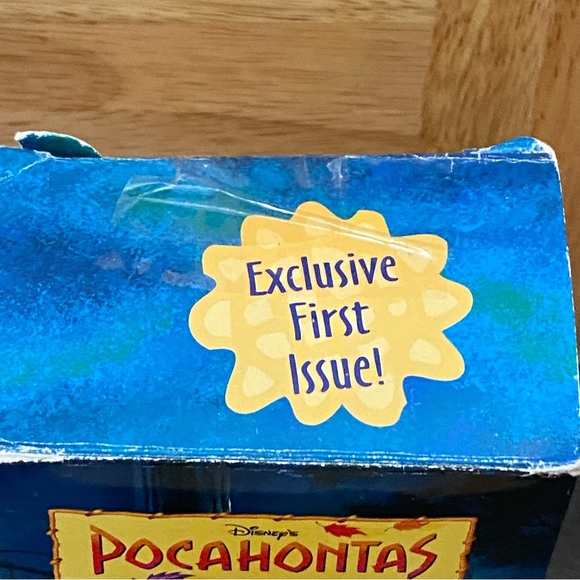 Exclusive
First
Issue!
Disney's
POCAHONTAS